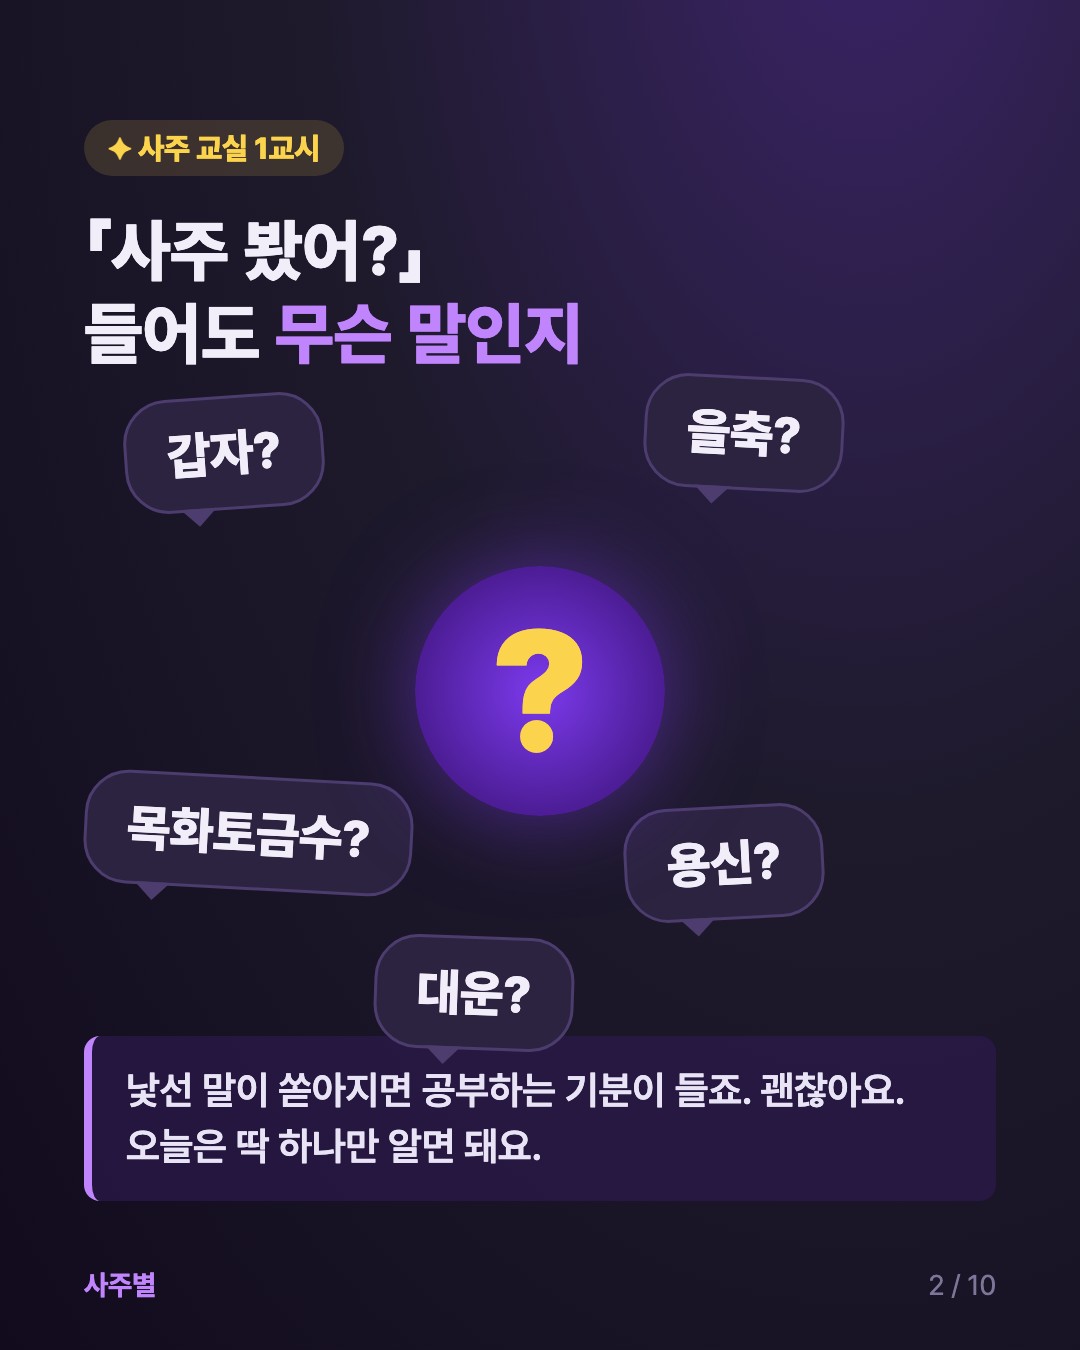 ✦ 사주 교실 1교시
「사주 봤어?」
들어도 무슨 말인지
갑자?
을축?
?
목화토금수?
용신?
대운?
낯선 말이 쏟아지면 공부하는 기분이 들죠. 괜찮아요.
오늘은 딱 하나만 알면 돼요.
사주별
2 / 10